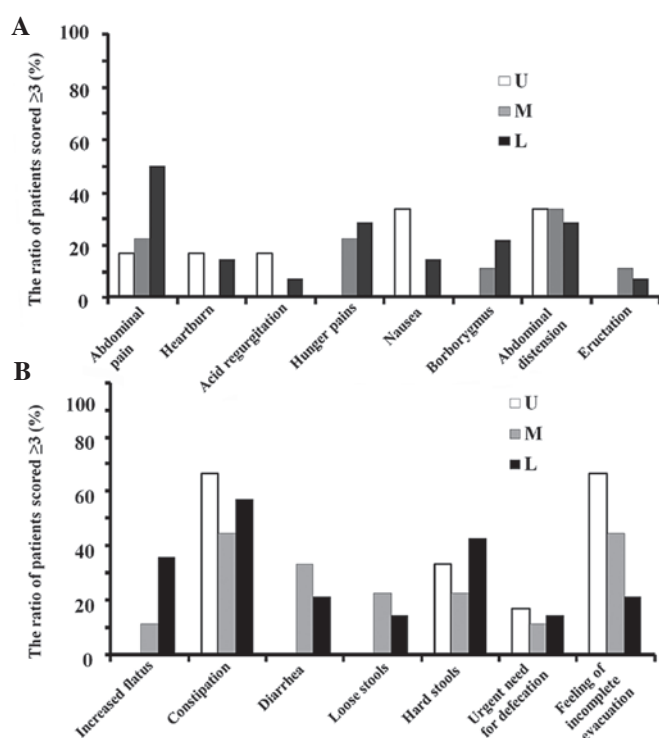 A
The ratio of patients scored ≥3 (%)
100
80
60
40
20
0
U
M
L
Abdominal
pain
Heartburn
Acid regurgitation
Hunger pains
Nausea
Borborygmus
Abdominal
distension
Eructation
B
The ratio of patients scored ≥3 (%)
100
80
60
40
20
0
U
M
L
Increased flatus
Constipation
Diarrhea
Loose stools
Hard stools
Urgent need
for defecation
Feeling of
incomplete
evacuation